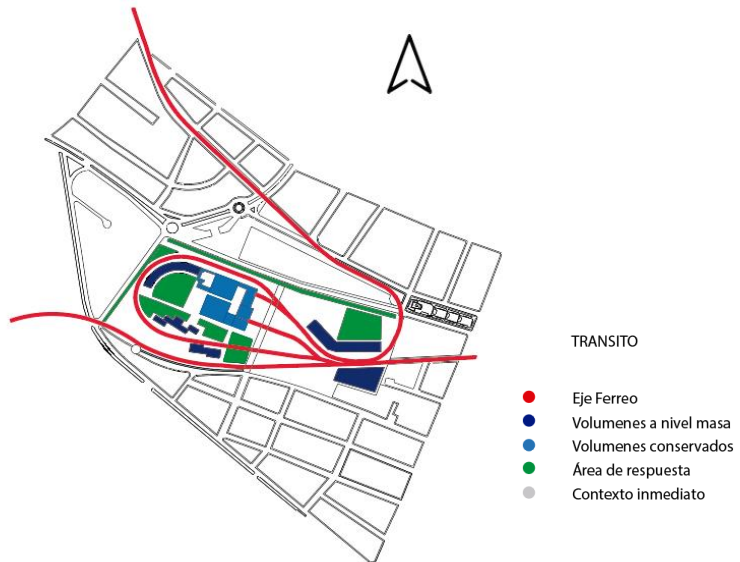 TRANSITO
Eje Ferreo
Volumenes a nivel masa
Volumenes conservados
Área de respuesta
Contexto inmediato